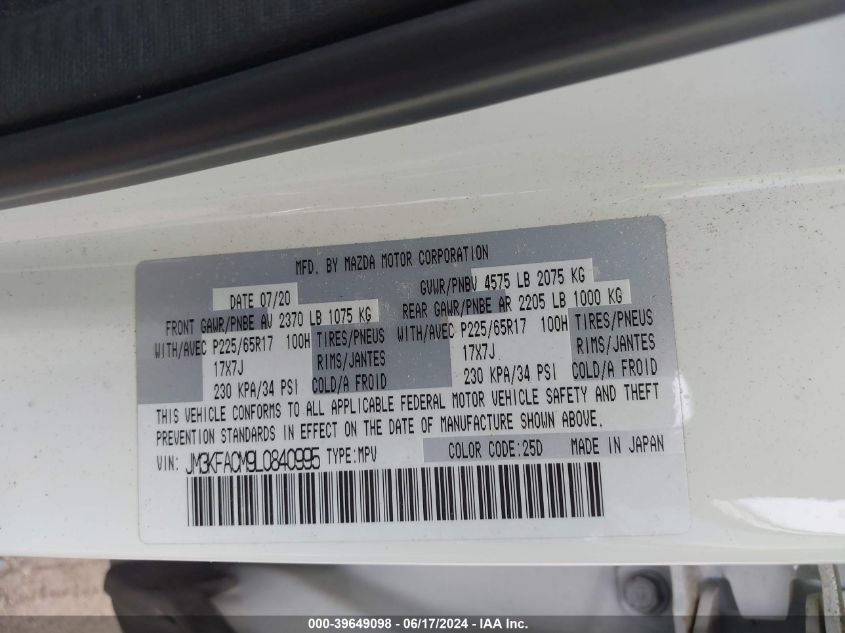 MFD. BY MAZDA MOTOR CORPORATION
DATE 07/20 GVWR/PNBV 4575 LB 2075 KG
FRONT GAWR/PNBE AV 2370 LB 1075 KG REAR GAWR/PNBE AR 2205 LB 1000 KG
WITH/AVEC P225/65R17 100H TIRES/PNEUS WITH/AVEC P225/65R17 100H TIRES/PNEUS
17X7J RIMS/JANTES 17X7J RIMS/JANTES
230 KPA/34 PSI COLD/A FROID 230 KPA/34 PSI COLD/A FROID
THIS VEHICLE CONFORMS TO ALL APPLICABLE FEDERAL MOTOR VEHICLE SAFETY AND THEFT
PREVENTION STANDARDS IN EFFECT ON THE DATE OF MANUFACTURE SHOWN ABOVE.
VIN: JM3KFACM9L0840995 TYPE:MPV COLOR CODE:25D MADE IN JAPAN
000-39649098 - 06/17/2024 - IAA Inc.